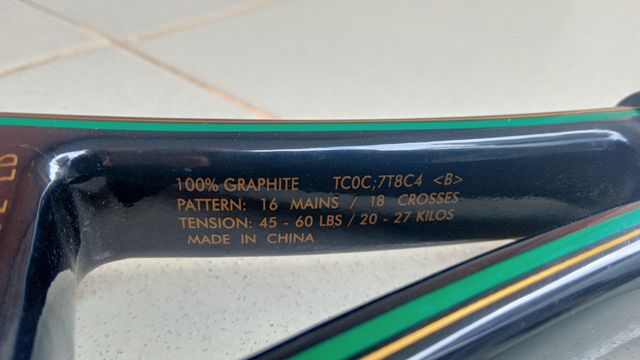 100% GRAPHITE TC0C;7T8C4 <B>
PATTERN: 16 MAINS / 18 CROSSES
TENSION: 45 - 60 LBS / 20 - 27 KILOS
MADE IN CHINA